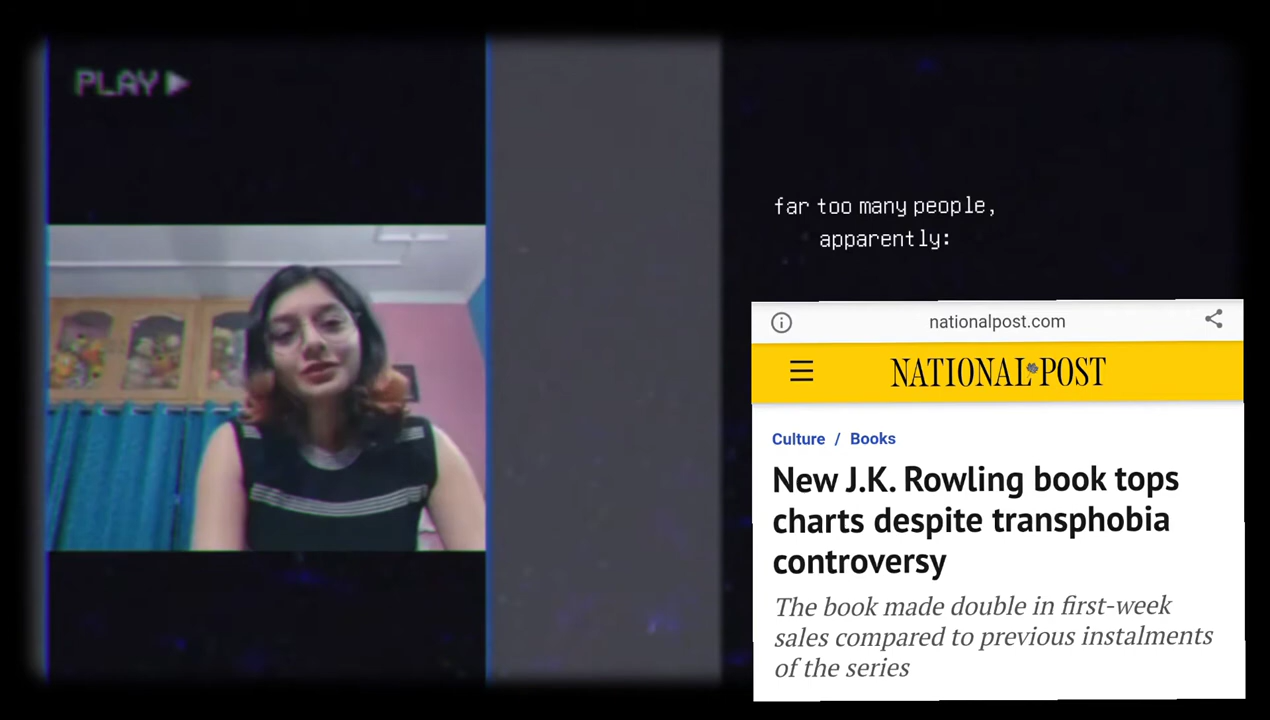 PLAY
far too many people,
apparently:
nationalpost.com
NATIONAL POST
Culture / Books
New J.K. Rowling book tops
charts despite transphobia
controversy
The book made double in first-week
sales compared to previous instalments
of the series